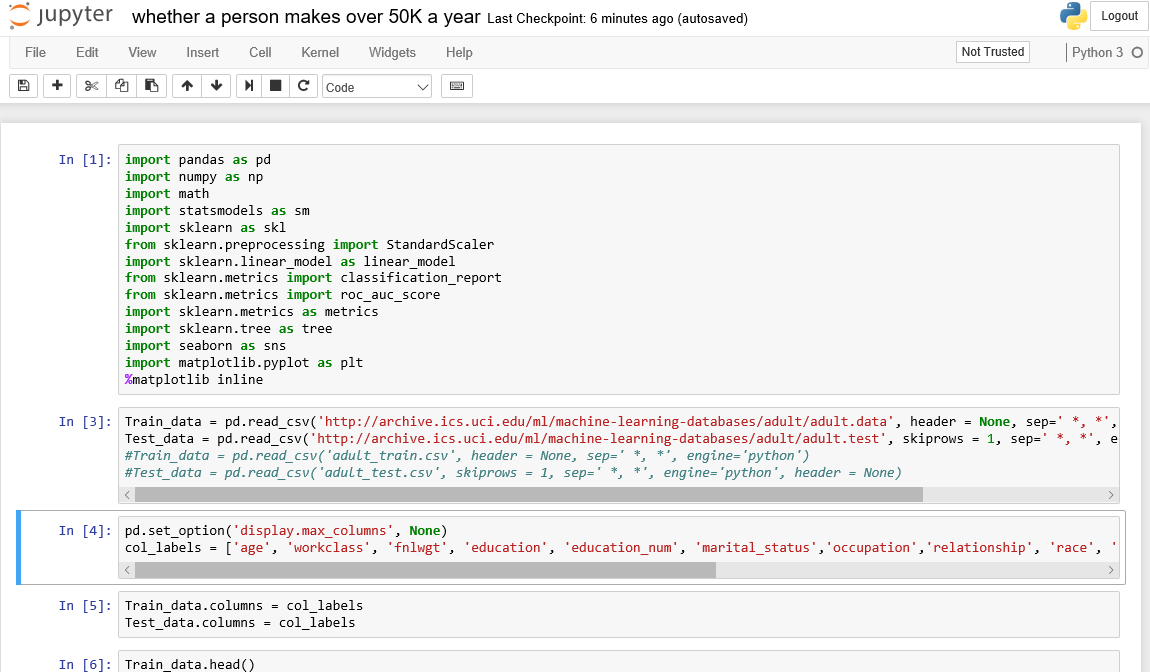 jupyter whether a person makes over 50K a year Last Checkpoint: 6 minutes ago (autosaved) Logout
File Edit View Insert Cell Kernel Widgets Help Not Trusted Python 3
Code
In [1]: import pandas as pd
import numpy as np
import math
import statsmodels as sm
import sklearn as skl
from sklearn.preprocessing import StandardScaler
import sklearn.linear_model as linear_model
from sklearn.metrics import classification_report
from sklearn.metrics import roc_auc_score
import sklearn.metrics as metrics
import sklearn.tree as tree
import seaborn as sns
import matplotlib.pyplot as plt
%matplotlib inline
In [3]: Train_data = pd.read_csv('http://archive.ics.uci.edu/ml/machine-learning-databases/adult/adult.data', header = None, sep=' *, *',
Test_data = pd.read_csv('http://archive.ics.uci.edu/ml/machine-learning-databases/adult/adult.test', skiprows = 1, sep=' *, *', e
#Train_data = pd.read_csv('adult_train.csv', header = None, sep=' *, *', engine='python')
#Test_data = pd.read_csv('adult_test.csv', skiprows = 1, sep=' *, *', engine='python', header = None)
In [4]: pd.set_option('display.max_columns', None)
col_labels = ['age', 'workclass', 'fnlwgt', 'education', 'education_num', 'marital_status','occupation','relationship', 'race', '
In [5]: Train_data.columns = col_labels
Test_data.columns = col_labels
In [6]: Train_data.head()